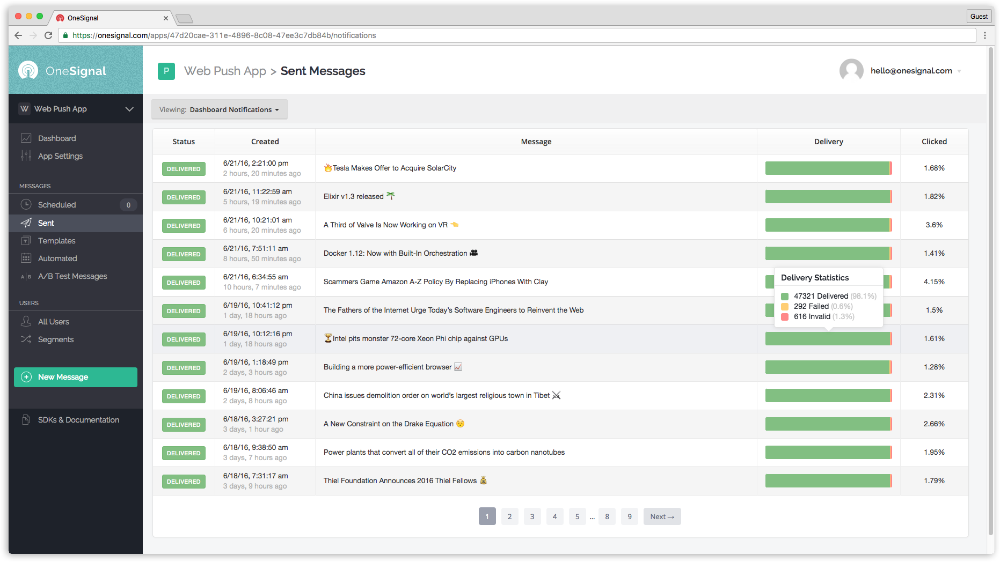 OneSignal
Guest
https://onesignal.com/apps/47d20cae-311e-4896-8c08-47ee3c7db84b/notifications
OneSignal
P Web Push App > Sent Messages
hello@onesignal.com
W Web Push App
Dashboard
App Settings
MESSAGES
Scheduled 0
Sent
Templates
Automated
A|B A/B Test Messages
USERS
All Users
Segments
New Message
SDKs & Documentation
Viewing: Dashboard Notifications
Status Created Message Delivery Clicked
DELIVERED 6/21/16, 2:21:00 pm 🔥Tesla Makes Offer to Acquire SolarCity 1.68%
2 hours, 20 minutes ago
DELIVERED 6/21/16, 11:22:59 am Elixir v1.3 released 🌴 1.82%
5 hours, 19 minutes ago
DELIVERED 6/21/16, 10:21:01 am A Third of Valve Is Now Working on VR 👈 3.6%
6 hours, 20 minutes ago
DELIVERED 6/21/16, 7:51:11 am Docker 1.12: Now with Built-In Orchestration 🎥 1.41%
8 hours, 50 minutes ago
DELIVERED 6/21/16, 6:34:55 am Scammers Game Amazon A-Z Policy By Replacing iPhones With Clay 4.15%
10 hours, 7 minutes ago
DELIVERED 6/19/16, 10:41:12 pm The Fathers of the Internet Urge Today’s Software Engineers to Reinvent the Web 1.5%
1 day, 18 hours ago
DELIVERED 6/19/16, 10:12:16 pm 🏆Intel pits monster 72-core Xeon Phi chip against GPUs 1.61%
1 day, 18 hours ago
DELIVERED 6/19/16, 1:18:49 pm Building a more power-efficient browser 📈 1.28%
2 days, 3 hours ago
DELIVERED 6/19/16, 8:06:46 am China issues demolition order on world’s largest religious town in Tibet ⚔ 2.31%
2 days, 8 hours ago
DELIVERED 6/18/16, 3:27:21 pm A New Constraint on the Drake Equation 😯 2.66%
3 days, 1 hour ago
DELIVERED 6/18/16, 9:38:50 am Power plants that convert all of their CO2 emissions into carbon nanotubes 1.95%
3 days, 7 hours ago
DELIVERED 6/18/16, 7:31:17 am Thiel Foundation Announces 2016 Thiel Fellows 💰 1.79%
3 days, 9 hours ago
Delivery Statistics
47321 Delivered (98.1%)
292 Failed (0.6%)
616 Invalid (1.3%)
1 2 3 4 5 ... 8 9 Next →